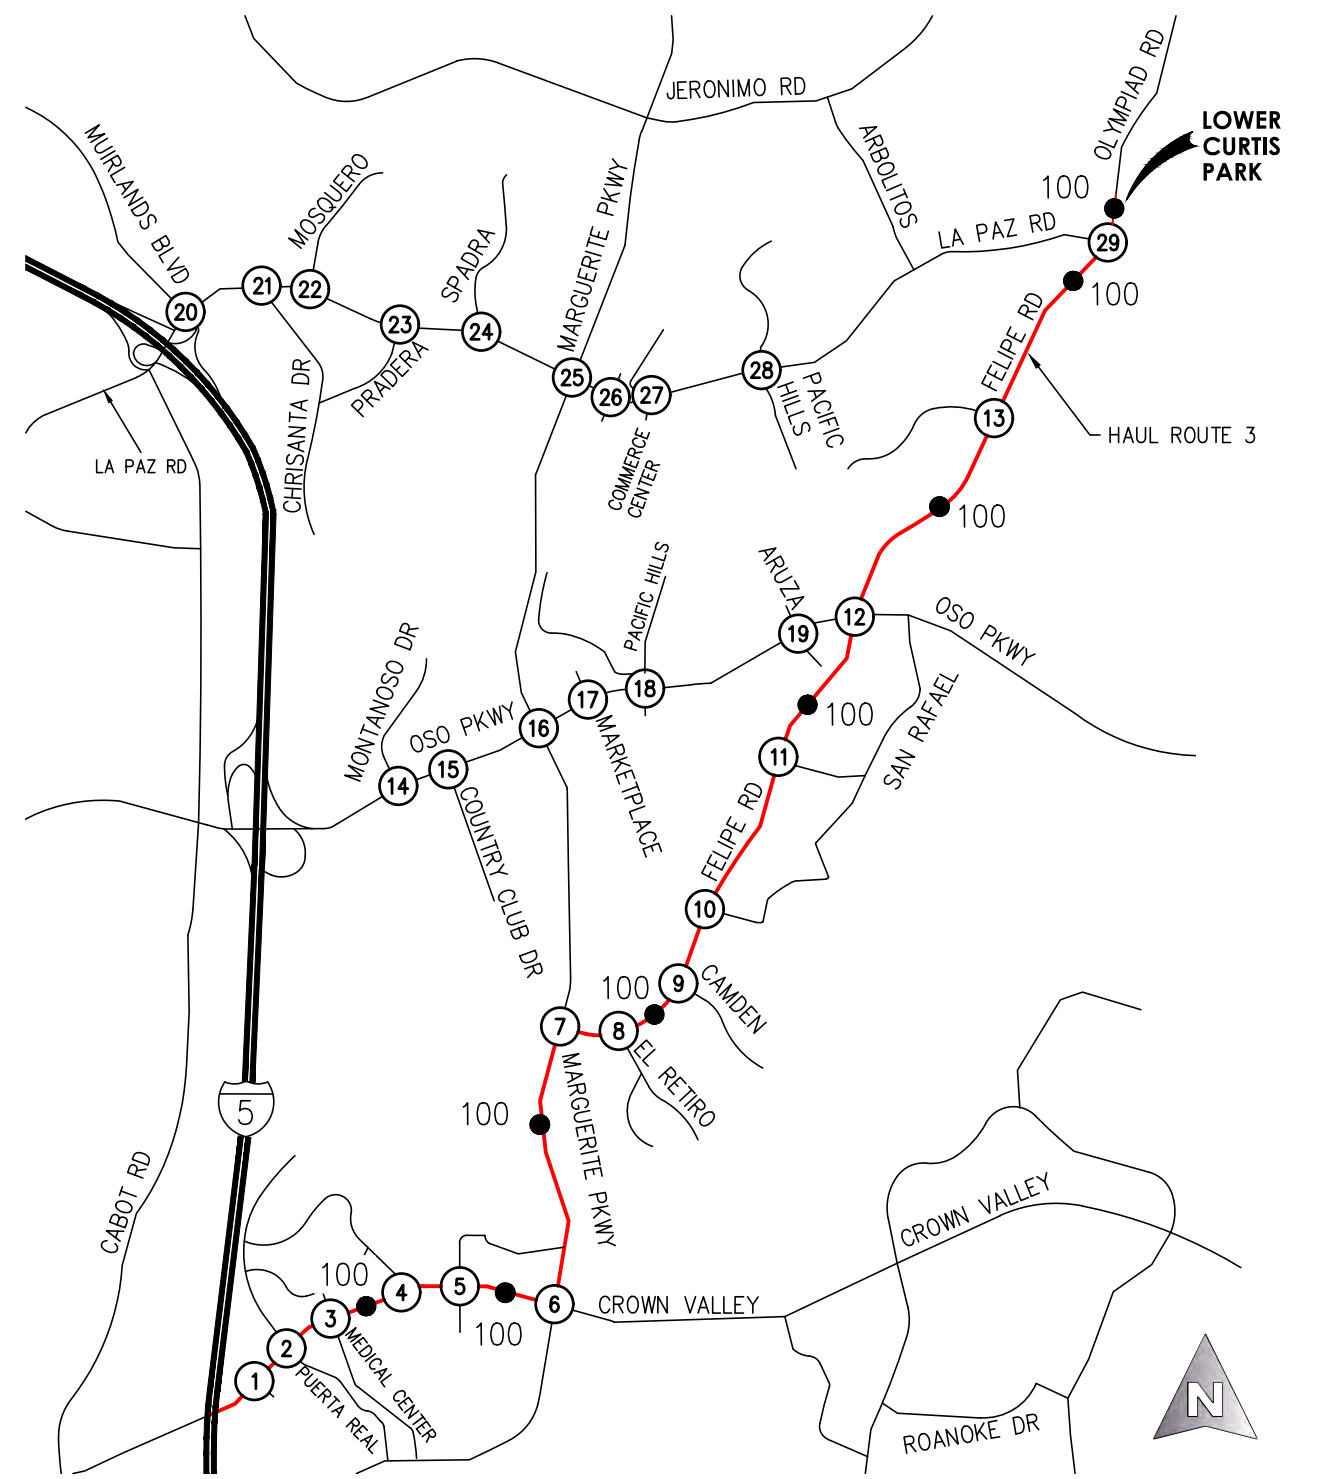 JERONIMO RD
OLYMPIAD RD
LOWER
CURTIS
PARK
MUIRLANDS BLVD
MOSQUERO
ARBOLITOS
MARGUERITE PKWY
100
SPADRA
LA PAZ RD
29
20
21
22
23
24
25
26
27
28
100
FELIPE RD
CHRISANTA DR
PRADERA
PACIFIC
HILLS
13
HAUL ROUTE 3
LA PAZ RD
COMMERCE
CENTER
100
ARUZA
PACIFIC HILLS
12
19
OSO PKWY
MONTANOSO DR
18
17
16
OSO PKWY
100
SAN RAFAEL
MARKETPLACE
11
15
14
COUNTRY CLUB DR
FELIPE RD
10
9
CAMDEN
100
8
7
EL RETIRO
MARGUERITE PKWY
100
5
CABOT RD
CROWN VALLEY
100
4
5
6
CROWN VALLEY
100
3
2
1
MEDICAL CENTER
PUERTA REAL
ROANOKE DR
N